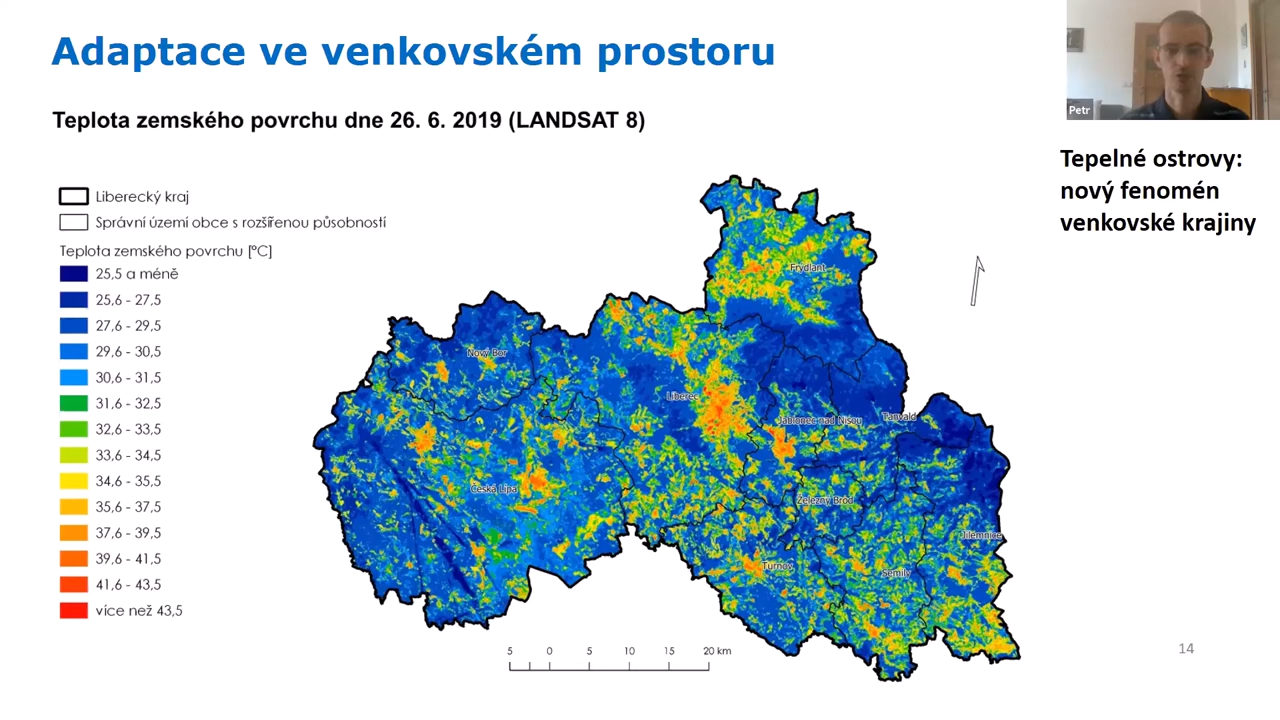 Adaptace ve venkovském prostoru
Teplota zemského povrchu dne 26. 6. 2019 (LANDSAT 8)
Petr
Tepelné ostrovy:
nový fenomén
venkovské krajiny
Liberecký kraj
Správní území obce s rozšířenou působností
Teplota zemského povrchu [°C]
25,5 a méně
25,6 - 27,5
27,6 - 29,5
29,6 - 30,5
30,6 - 31,5
31,6 - 32,5
32,6 - 33,5
33,6 - 34,5
34,6 - 35,5
35,6 - 37,5
37,6 - 39,5
39,6 - 41,5
41,6 - 43,5
více než 43,5
Frýdlant
Nový Bor
Liberec
Jablonec nad Nisou
Tanvald
Česká Lípa
Železný Brod
Jilemnice
Turnov
Semily
5 0 5 10 15 20 km
14